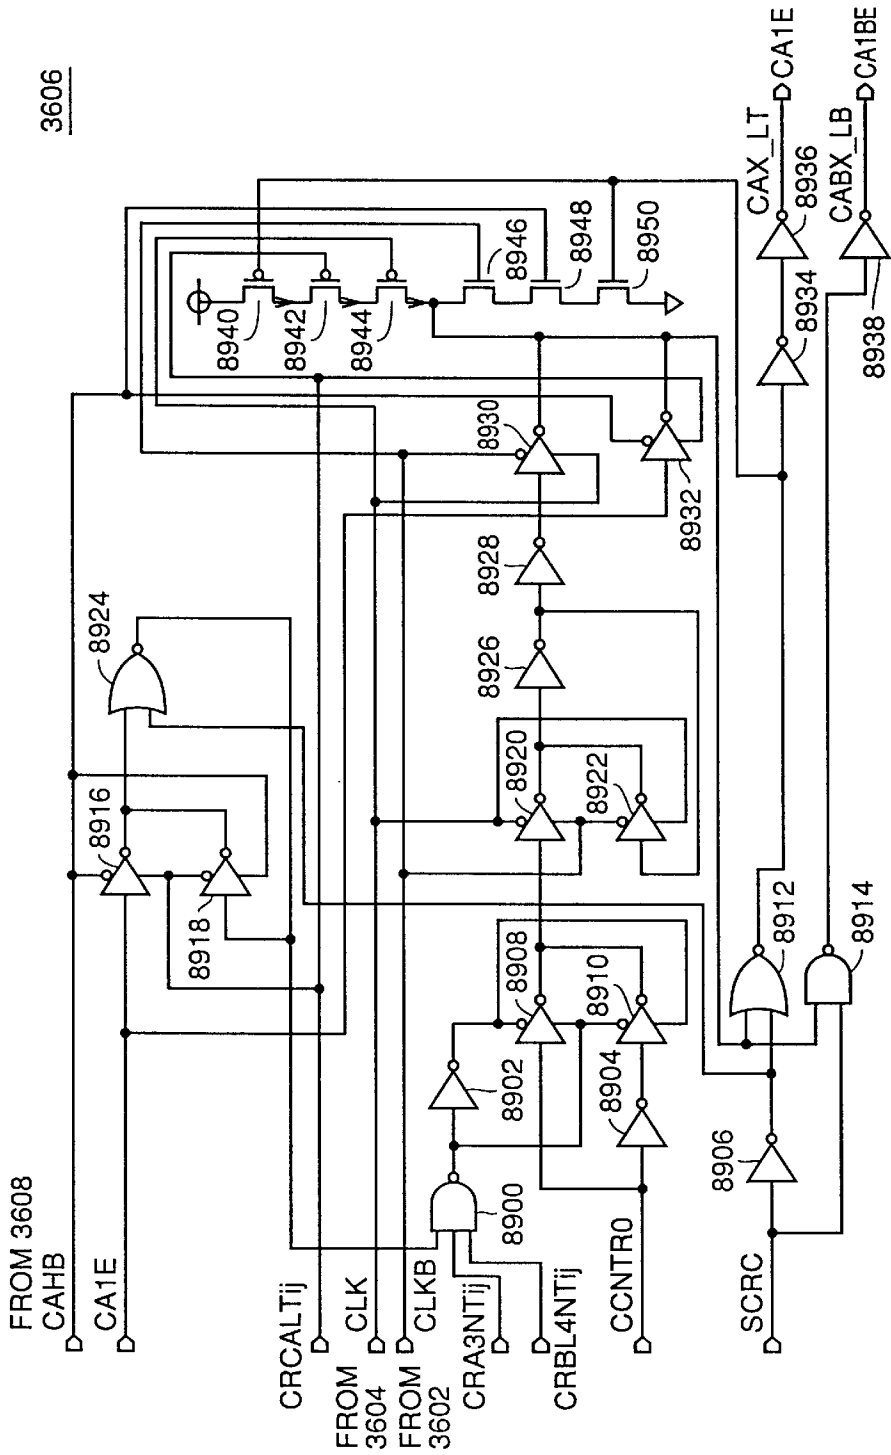 3606
FROM 3608
CAHB
CA1E
CRCALTij
FROM
3604
CLK
FROM
3602
CLKB
CRA3NTij
CRBL4NTij
CCNTR0
SCRC
8900
8902
8904
8906
8908
8910
8912
8914
8916
8918
8920
8922
8924
8926
8928
8930
8932
8934
8936
8938
8940
8942
8944
8946
8948
8950
CAX_LT
CA1E
CABX_LB
CA1BE